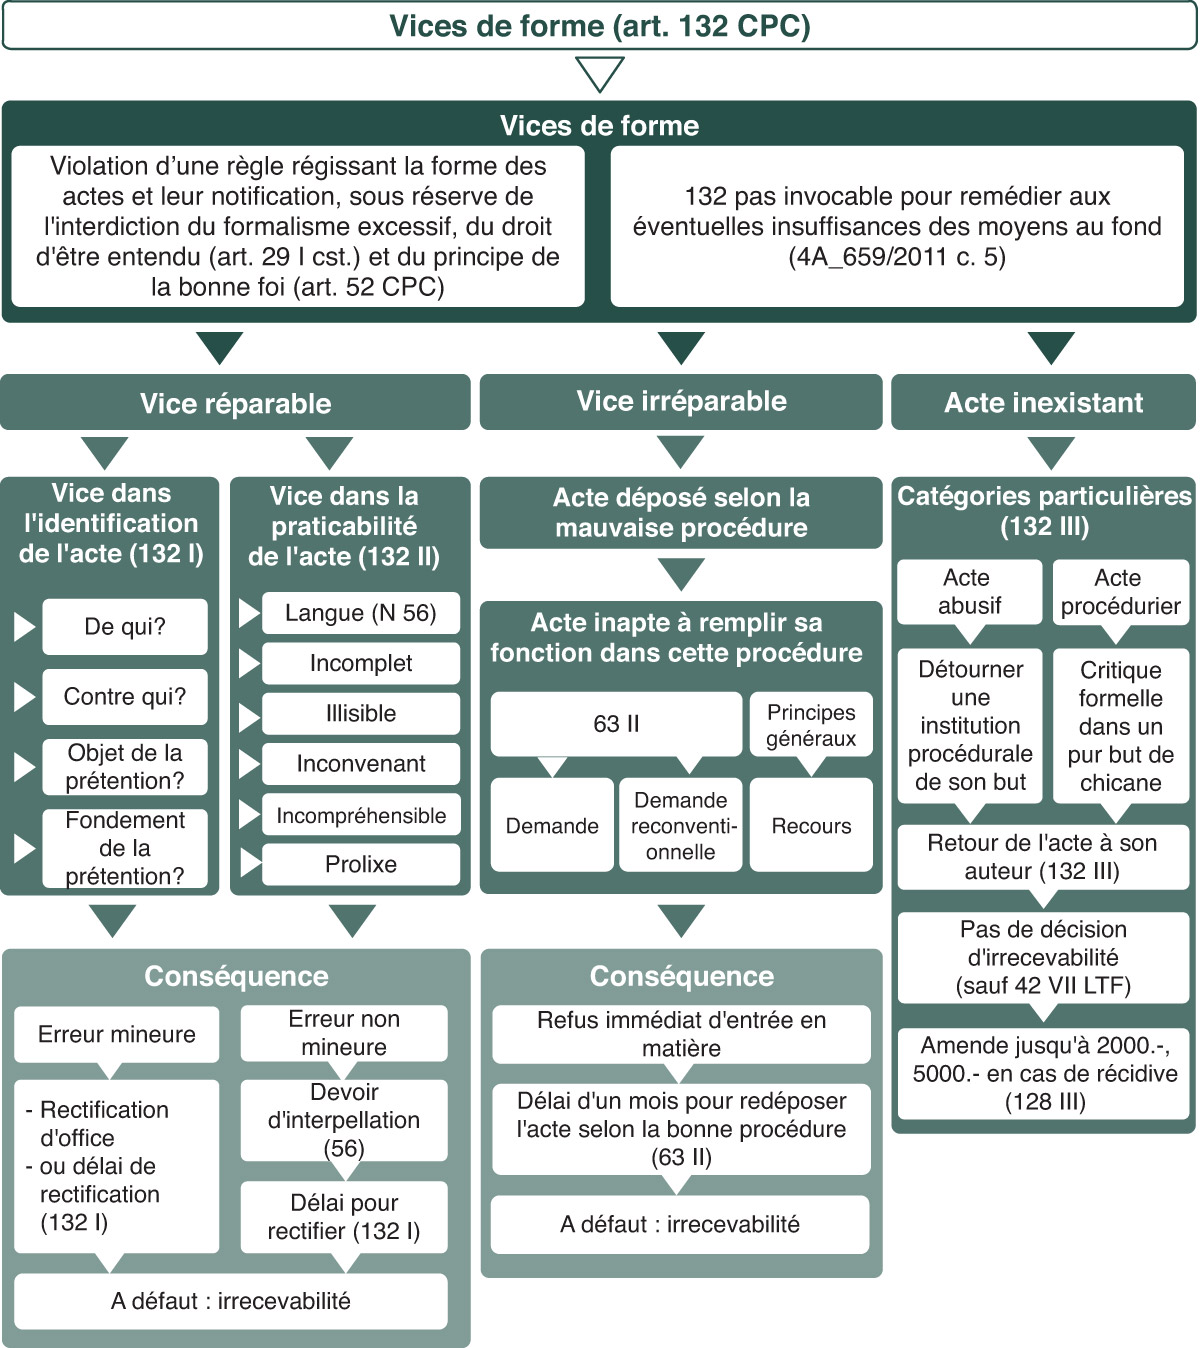 Vices de forme (art. 132 CPC)
Vices de forme
Violation d’une règle régissant la forme des
actes et leur notification, sous réserve de
l'interdiction du formalisme excessif, du droit
d'être entendu (art. 29 I cst.) et du principe de
la bonne foi (art. 52 CPC)
132 pas invocable pour remédier aux
éventuelles insuffisances des moyens au fond
(4A_659/2011 c. 5)
Vice réparable
Vice dans
l'identification
de l'acte (132 I)
De qui?
Contre qui?
Objet de la
prétention?
Fondement
de la
prétention?
Vice dans la
praticabilité
de l'acte (132 II)
Langue (N 56)
Incomplet
Illisible
Inconvenant
Incompréhensible
Prolixe
Conséquence
Erreur mineure
- Rectification
d'office
- ou délai de
rectification
(132 I)
Erreur non
mineure
Devoir
d'interpellation
(56)
Délai pour
rectifier (132 I)
A défaut : irrecevabilité
Vice irréparable
Acte déposé selon la
mauvaise procédure
Acte inapte à remplir sa
fonction dans cette procédure
63 II
Principes
généraux
Demande
Demande
reconventi-
onnelle
Recours
Conséquence
Refus immédiat d'entrée en
matière
Délai d'un mois pour redéposer
l'acte selon la bonne procédure
(63 II)
A défaut : irrecevabilité
Acte inexistant
Catégories particulières
(132 III)
Acte
abusif
Détourner
une
institution
procédurale
de son but
Acte
procédurier
Critique
formelle
dans un
pur but de
chicane
Retour de l'acte à son
auteur (132 III)
Pas de décision
d'irrecevabilité
(sauf 42 VII LTF)
Amende jusqu'à 2000.-,
5000.- en cas de récidive
(128 III)